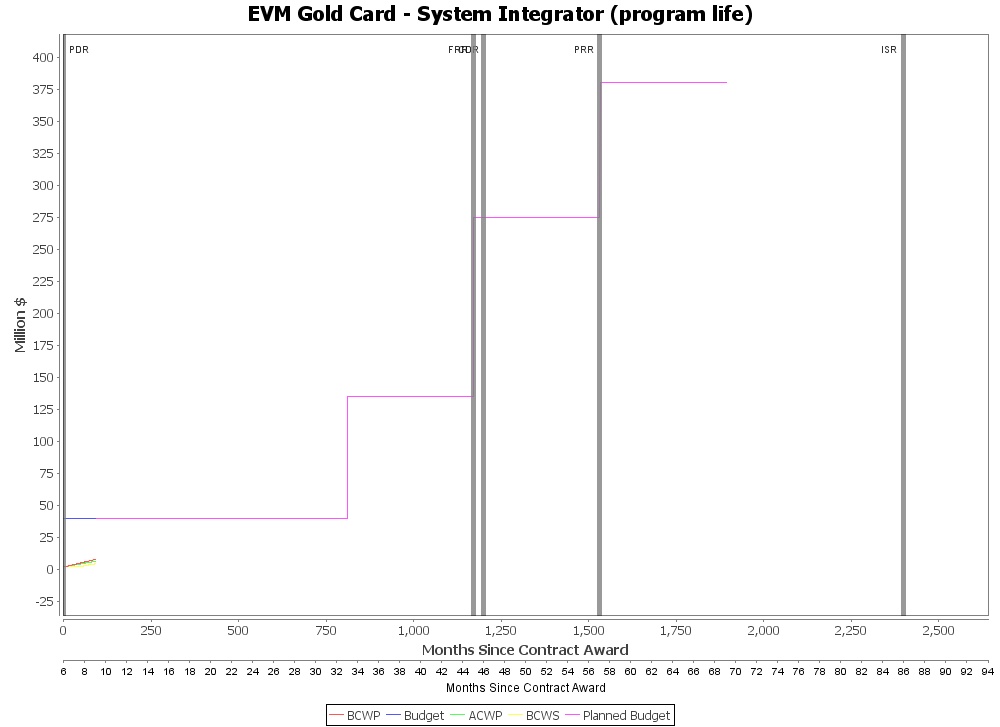 EVM Gold Card - System Integrator (program life)
PDR
CDR
PRR
ISR
400
375
350
325
300
275
250
225
200
175
150
125
100
75
50
25
0
-25
Million $
0 250 500 750 1,000 1,250 1,500 1,750 2,000 2,250 2,500
Months Since Contract Award
6 8 10 12 14 16 18 20 22 24 26 28 30 32 34 36 38 40 42 44 46 48 50 52 54 56 58 60 62 64 66 68 70 72 74 76 78 80 82 84 86 88 90 92 94
Months Since Contract Award
BCWP Budget ACWP BCWS Planned Budget